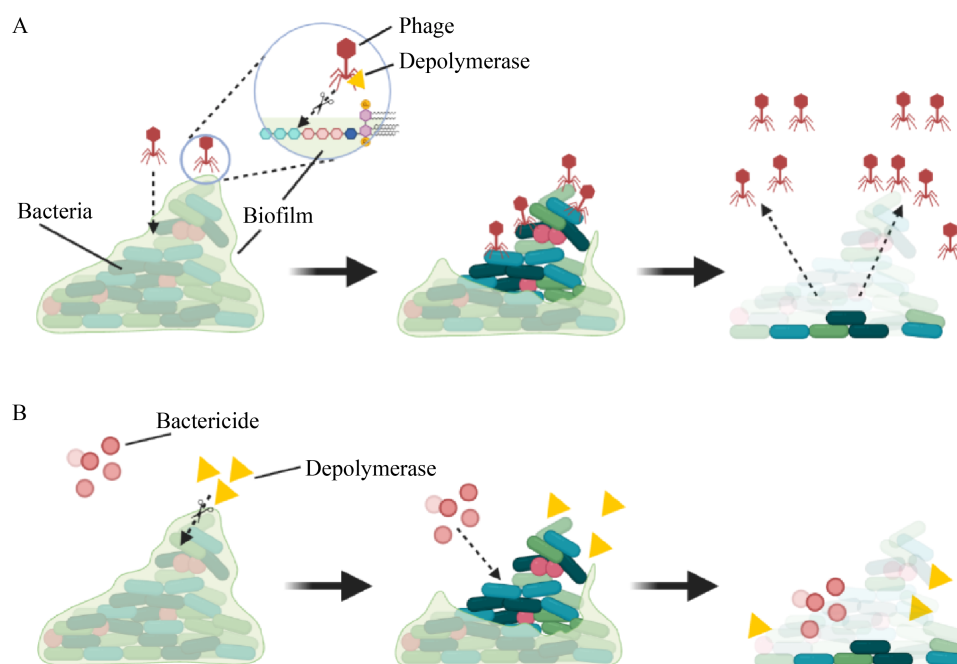 A
Phage
Depolymerase
Bacteria
Biofilm
B
Bactericide
Depolymerase